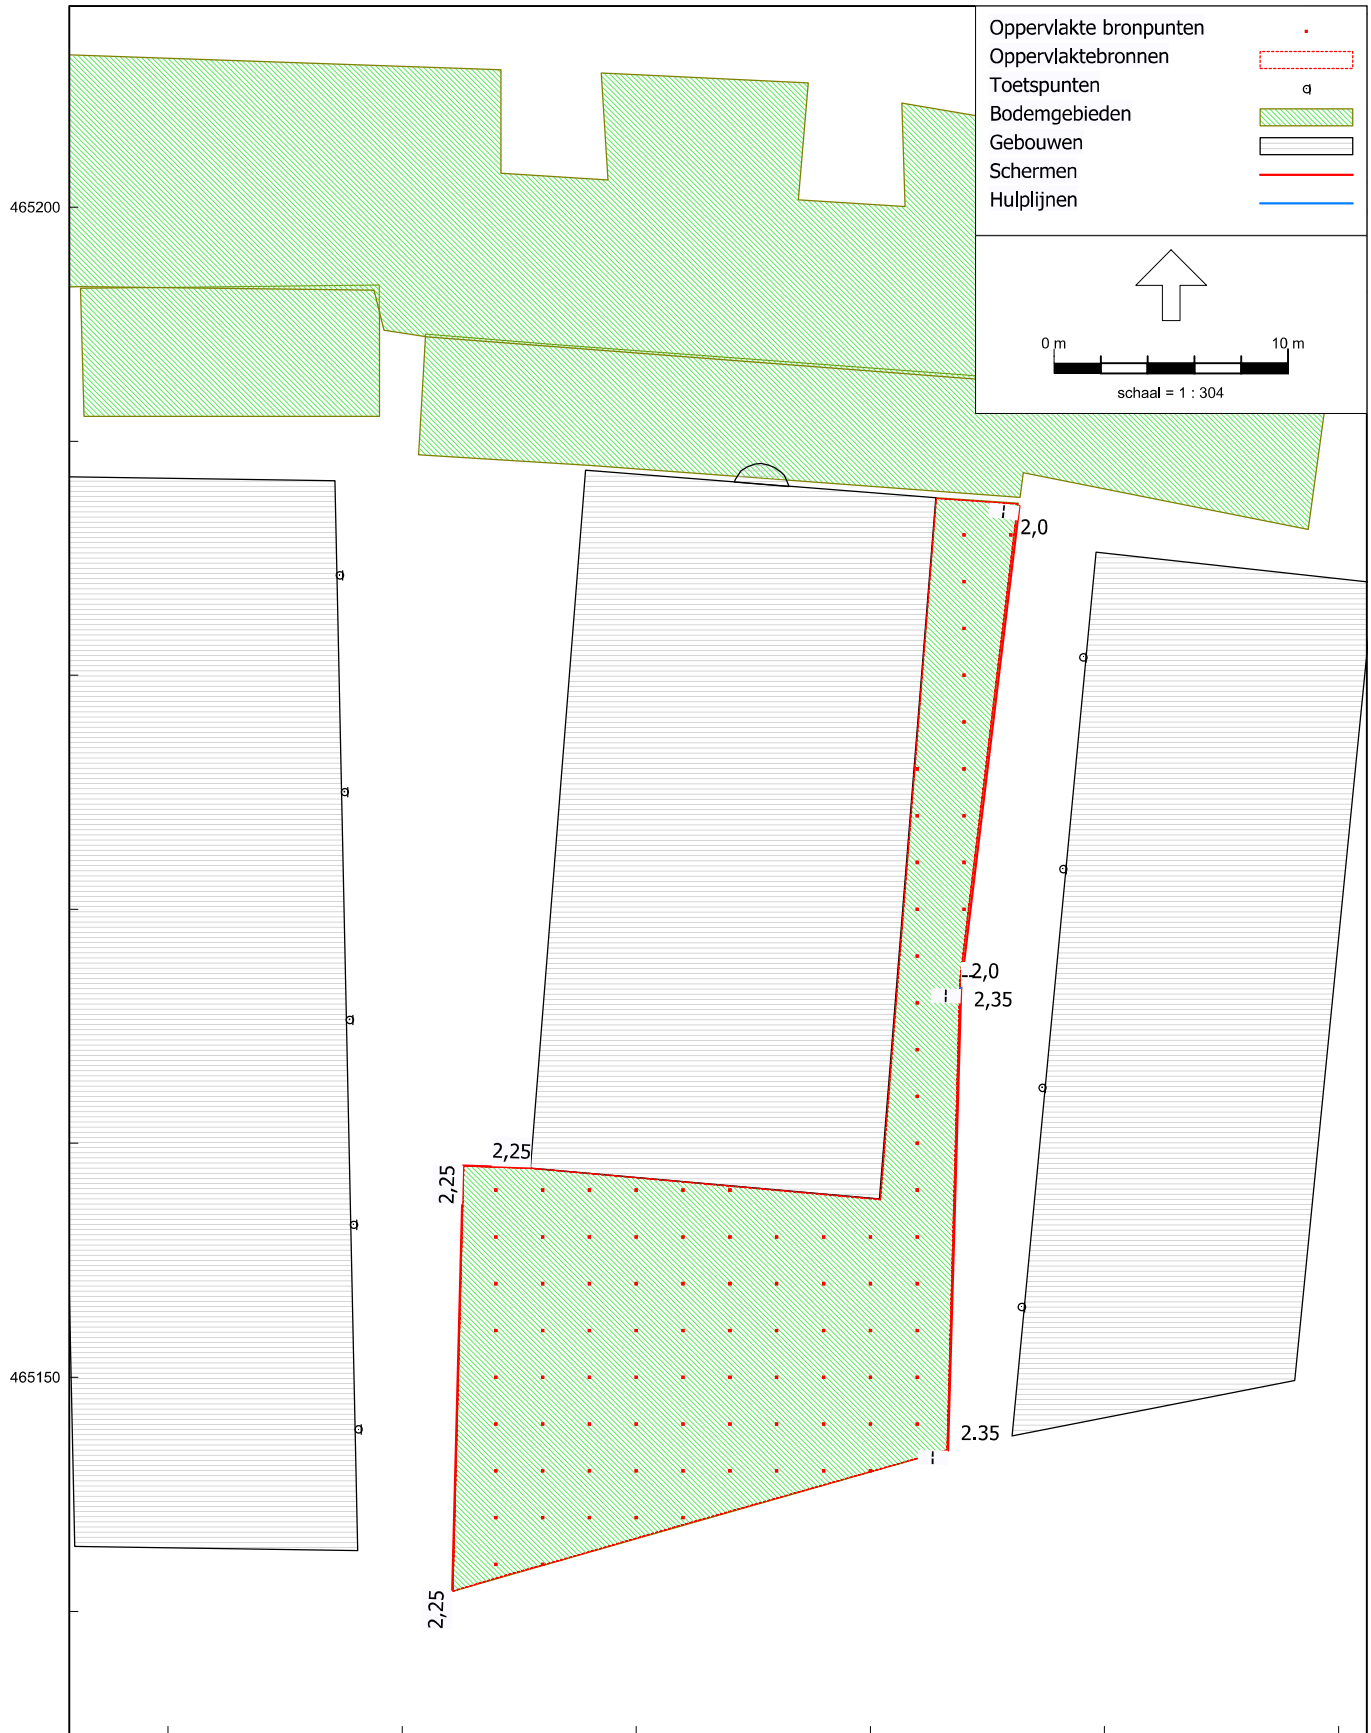 Oppervlakte bronpunten
Oppervlaktebronnen
Toetspunten
Bodemgebieden
Gebouwen
Schermen
Hulplijnen
465200
0 m 10 m
schaal = 1 : 304
2,0
2,0
2,35
2,25
2,25
465150
2.35
2,25